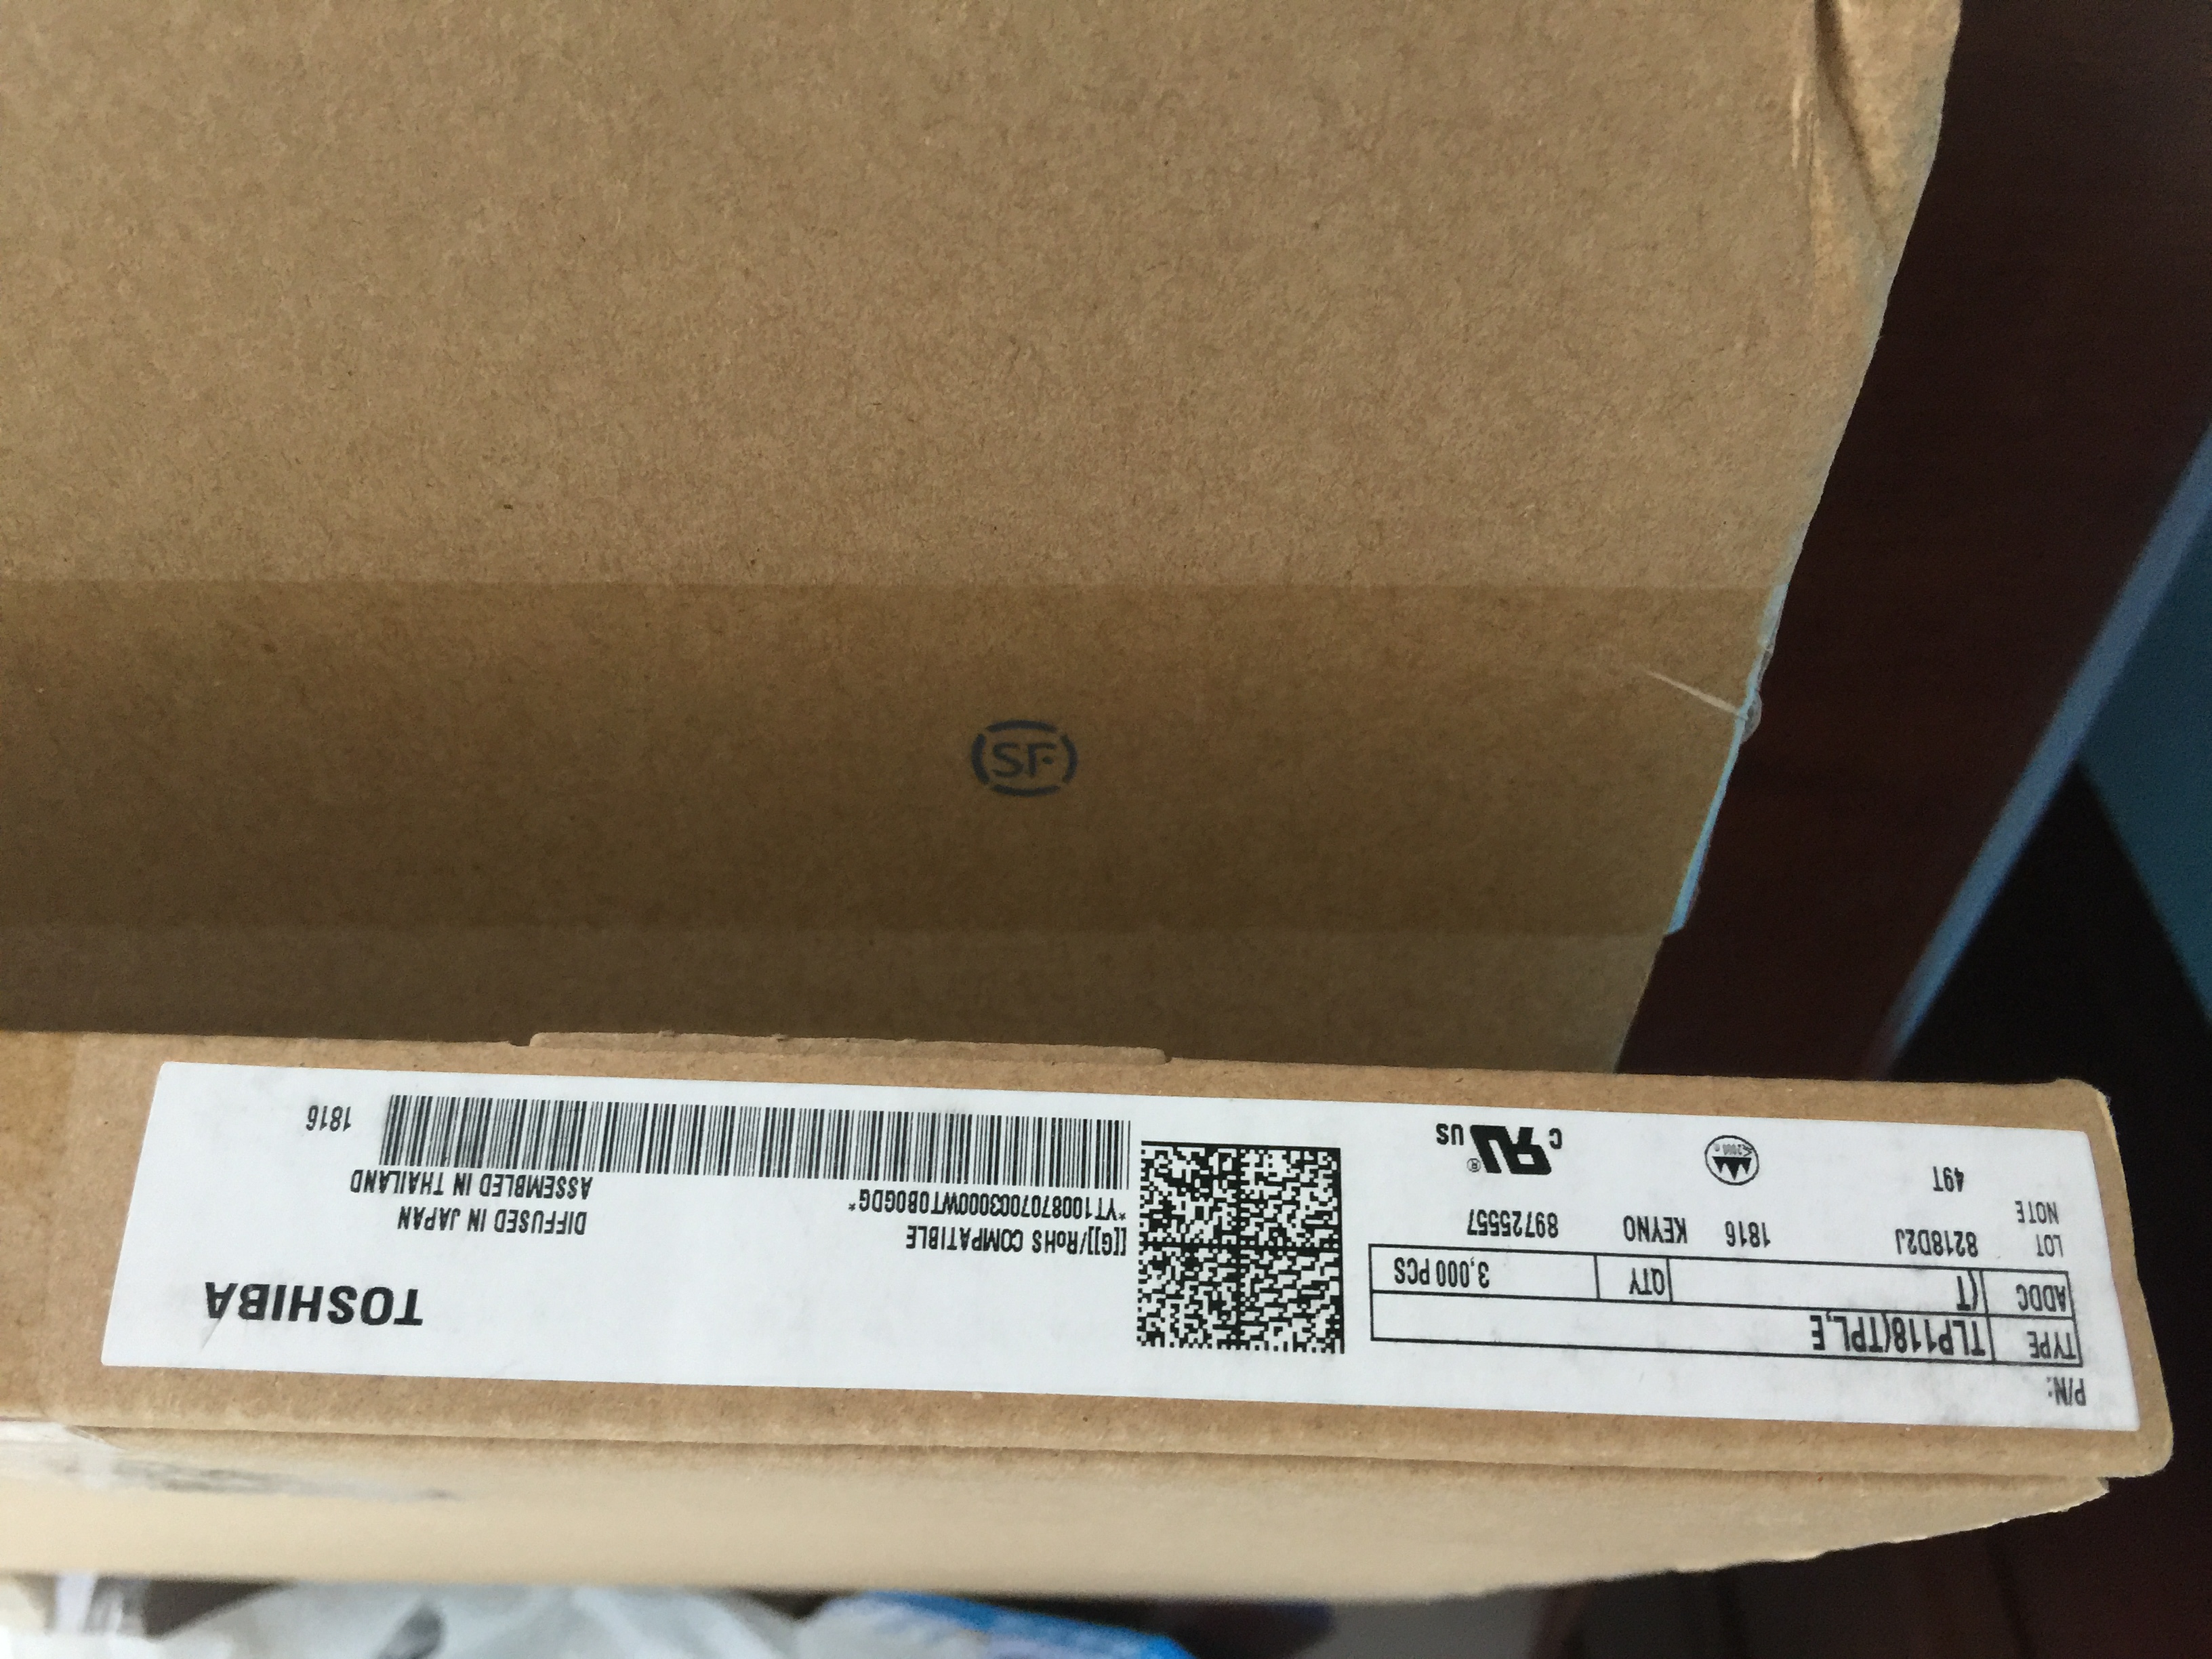 SF
P/N:
TYPE TLP118(TPL,E
ADDC (T QTY 3,000 PCS
LOT 8218D2J 1816 KEYNO 89725557
NOTE
49T
C US
[[G]]/RoHS COMPATIBLE
*YT1008707003000WT0B0GDG*
TOSHIBA
DIFFUSED IN JAPAN
ASSEMBLED IN THAILAND
1816